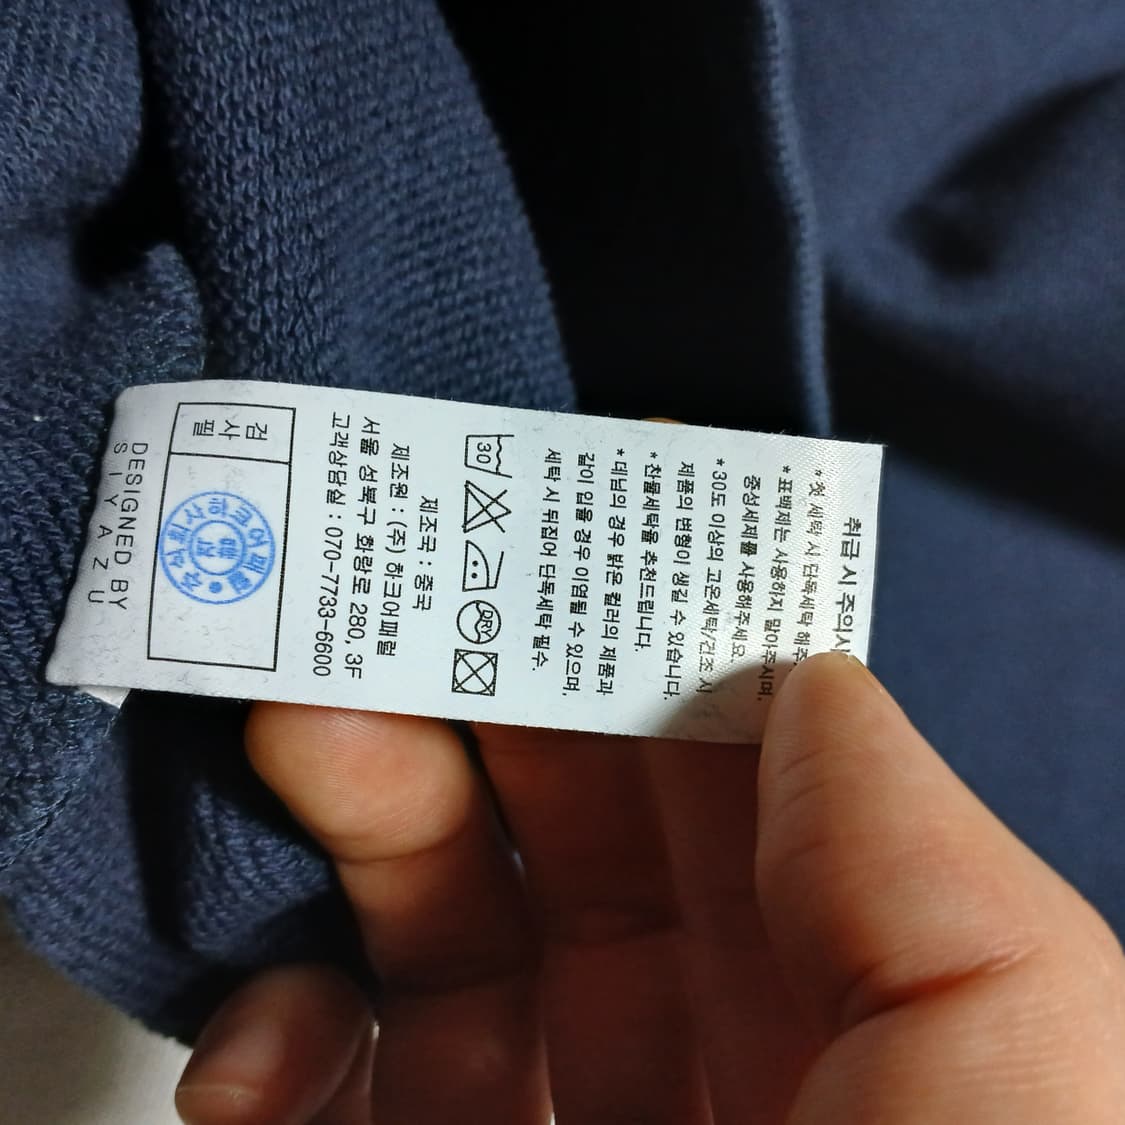 취급 시 주의사
*첫 세탁 시 단독세탁 해주
*표백제는 사용하지 말아주시며,
중성세제를 사용해주세요.
*30도 이상의 고온세탁/건조 시
제품의 변형이 생길 수 있습니다.
*찬물세탁을 추천드립니다.
*데님의 경우 밝은 컬러의 제품과
같이 입을 경우 이염될 수 있으며,
세탁 시 뒤집어 단독세탁 필수.
30
DRY
제조국 : 중국
제조원 : (주) 하크어패럴
서울 성북구 화랑로 280, 3F
고객상담실 : 070-7733-6600
검사필
DESIGNED BY
SIYAZU